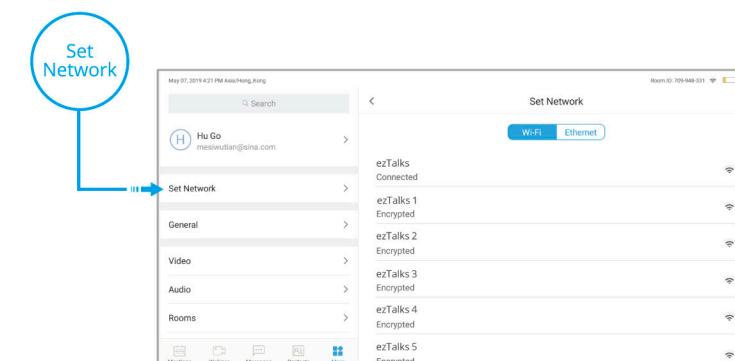 Set
Network
May 07, 2019 4:21 PM Asia/Hong_Kong
Room ID: 709-948-331
Search
H
Hu Go
mesiwutian@sina.com
Set Network
General
Video
Audio
Rooms
Set Network
Wi-Fi
Ethernet
ezTalks
Connected
ezTalks 1
Encrypted
ezTalks 2
Encrypted
ezTalks 3
Encrypted
ezTalks 4
Encrypted
ezTalks 5